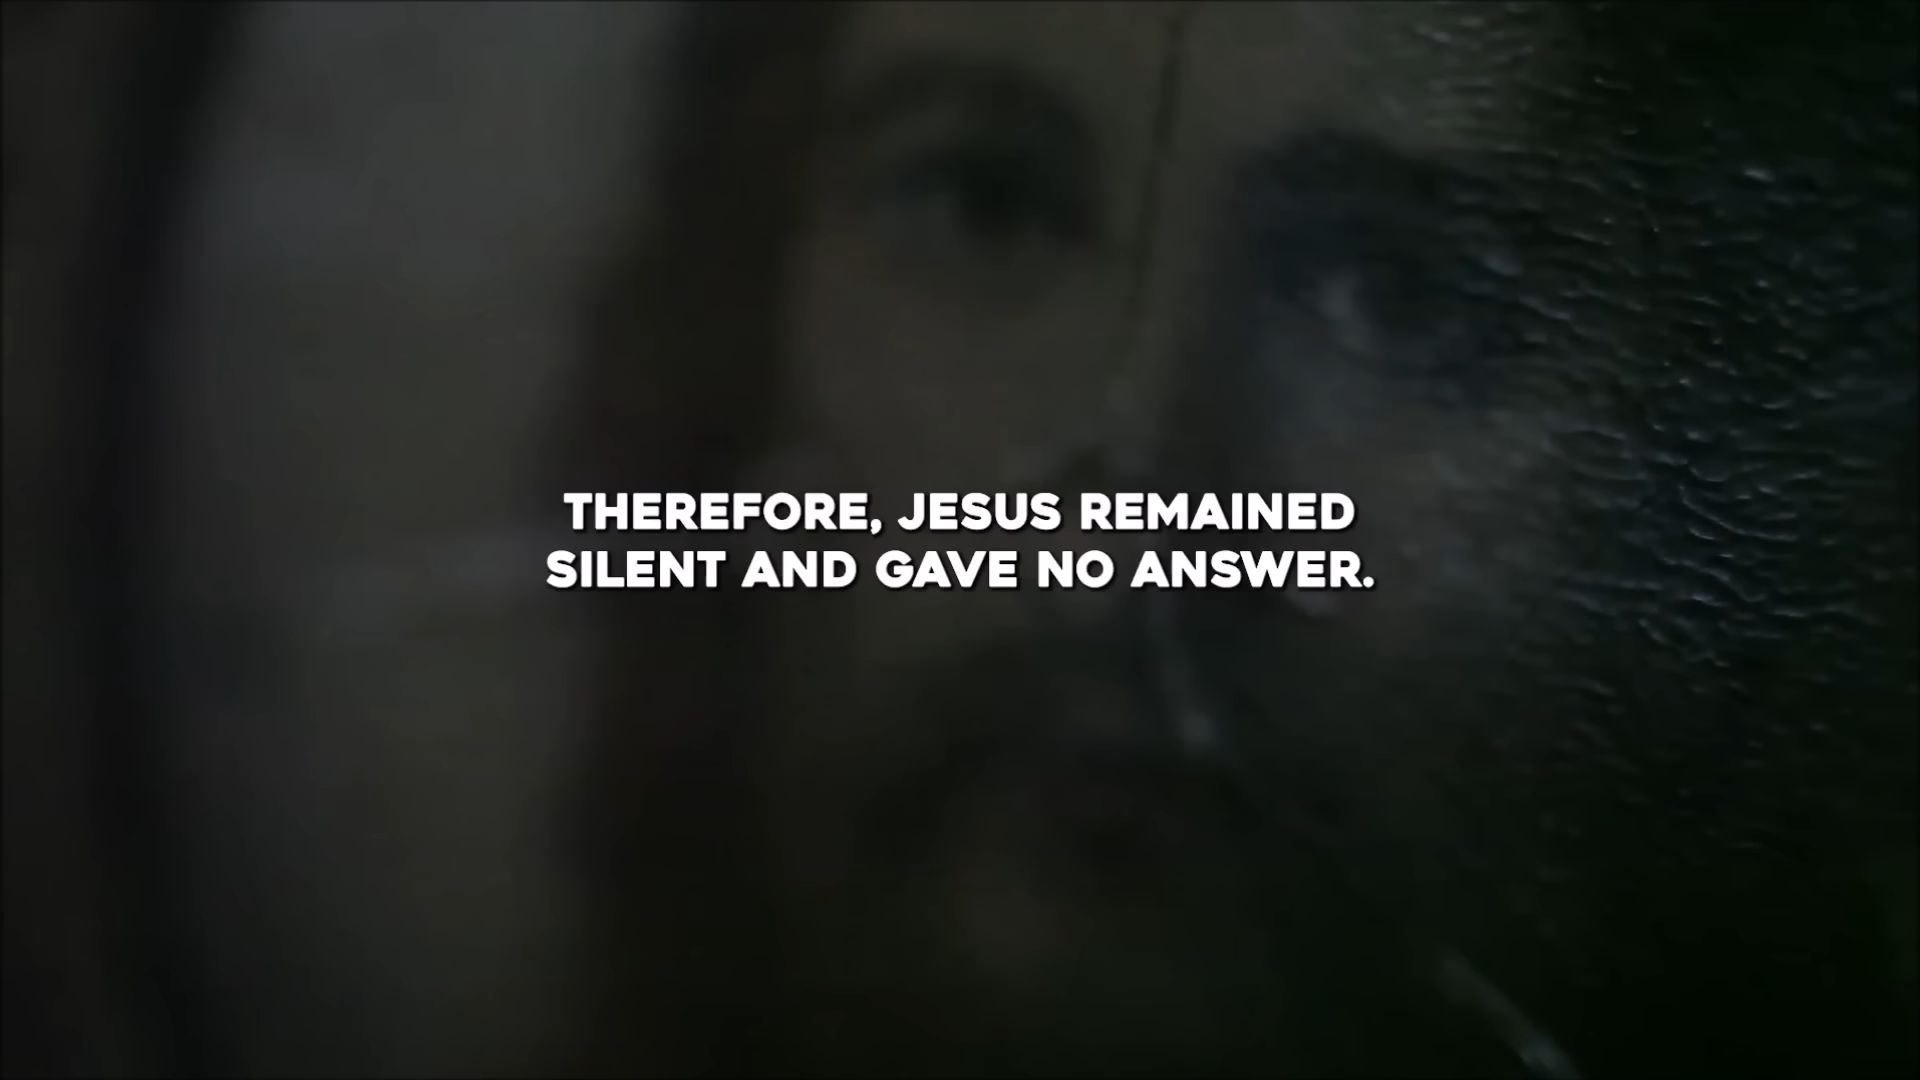 THEREFORE, JESUS REMAINED
SILENT AND GAVE NO ANSWER.